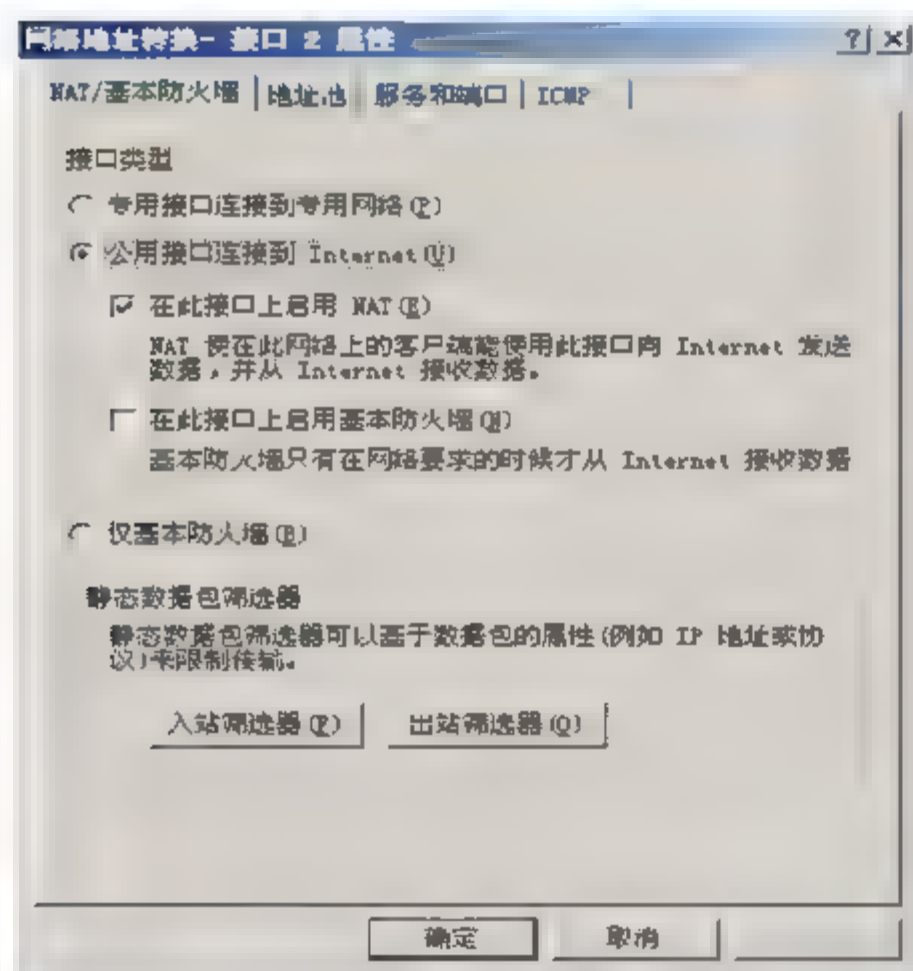 网络地址转换- 接口 2 属性
NAT/基本防火墙 地址池 服务和端口 ICMP
接口类型
专用接口连接到专用网络(P)
公用接口连接到 Internet(U)
在此接口上启用 NAT(E)
NAT 使在此网络上的客户端能使用此接口向 Internet 发送
数据,并从 Internet 接收数据。
在此接口上启用基本防火墙(N)
基本防火墙只有在网络要求的时候才从 Internet 接收数据
仅基本防火墙(B)
静态数据包筛选器
静态数据包筛选器可以基于数据包的属性(例如 IP 地址或协
议)来限制传输。
入站筛选器(F) 出站筛选器(O)
确定 取消